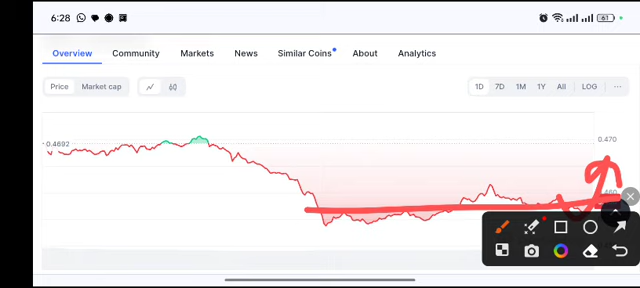 6:28
61
Overview Community Markets News Similar Coins About Analytics
Price Market cap 1D 7D 1M 1Y All LOG
0.4692
0.470